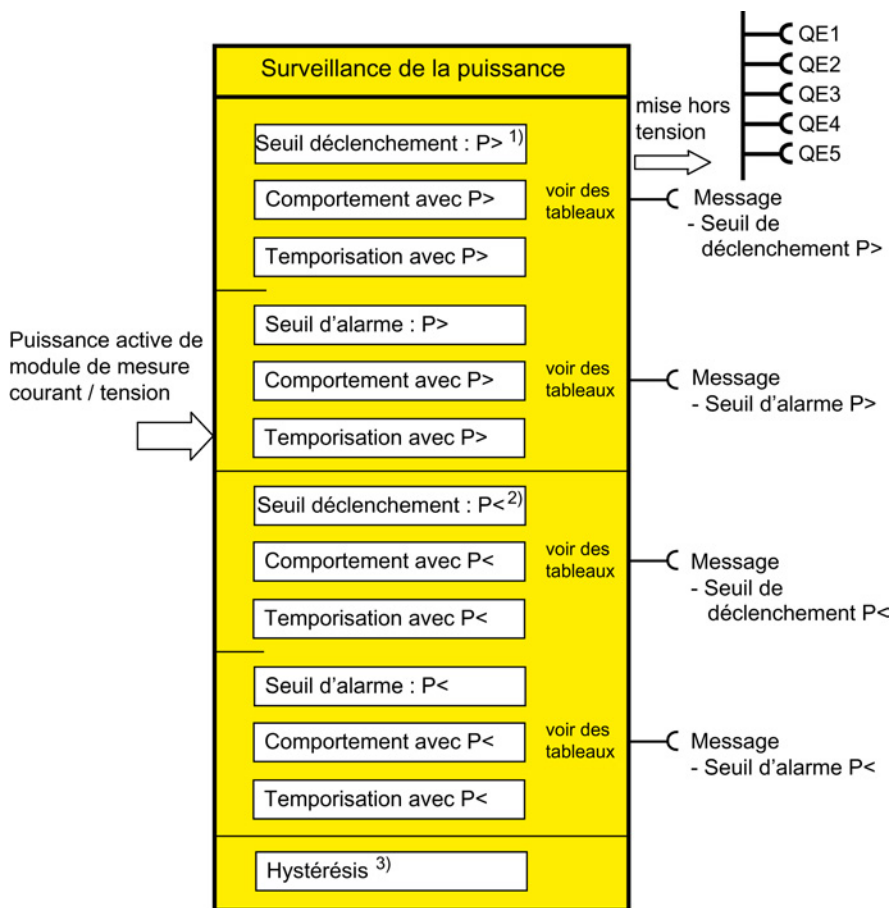 Surveillance de la puissance
QE1
QE2
QE3
QE4
QE5
mise hors
tension
Seuil déclenchement : P> 1)
Comportement avec P>
voir des
tableaux
Message
- Seuil de
déclenchement P>
Temporisation avec P>
Puissance active de
module de mesure
courant / tension
Seuil d'alarme : P>
Comportement avec P>
voir des
tableaux
Message
- Seuil d'alarme P>
Temporisation avec P>
Seuil déclenchement : P< 2)
Comportement avec P<
voir des
tableaux
Message
- Seuil de
déclenchement P<
Temporisation avec P<
Seuil d'alarme : P<
Comportement avec P<
voir des
tableaux
Message
- Seuil d'alarme P<
Temporisation avec P<
Hystérésis 3)